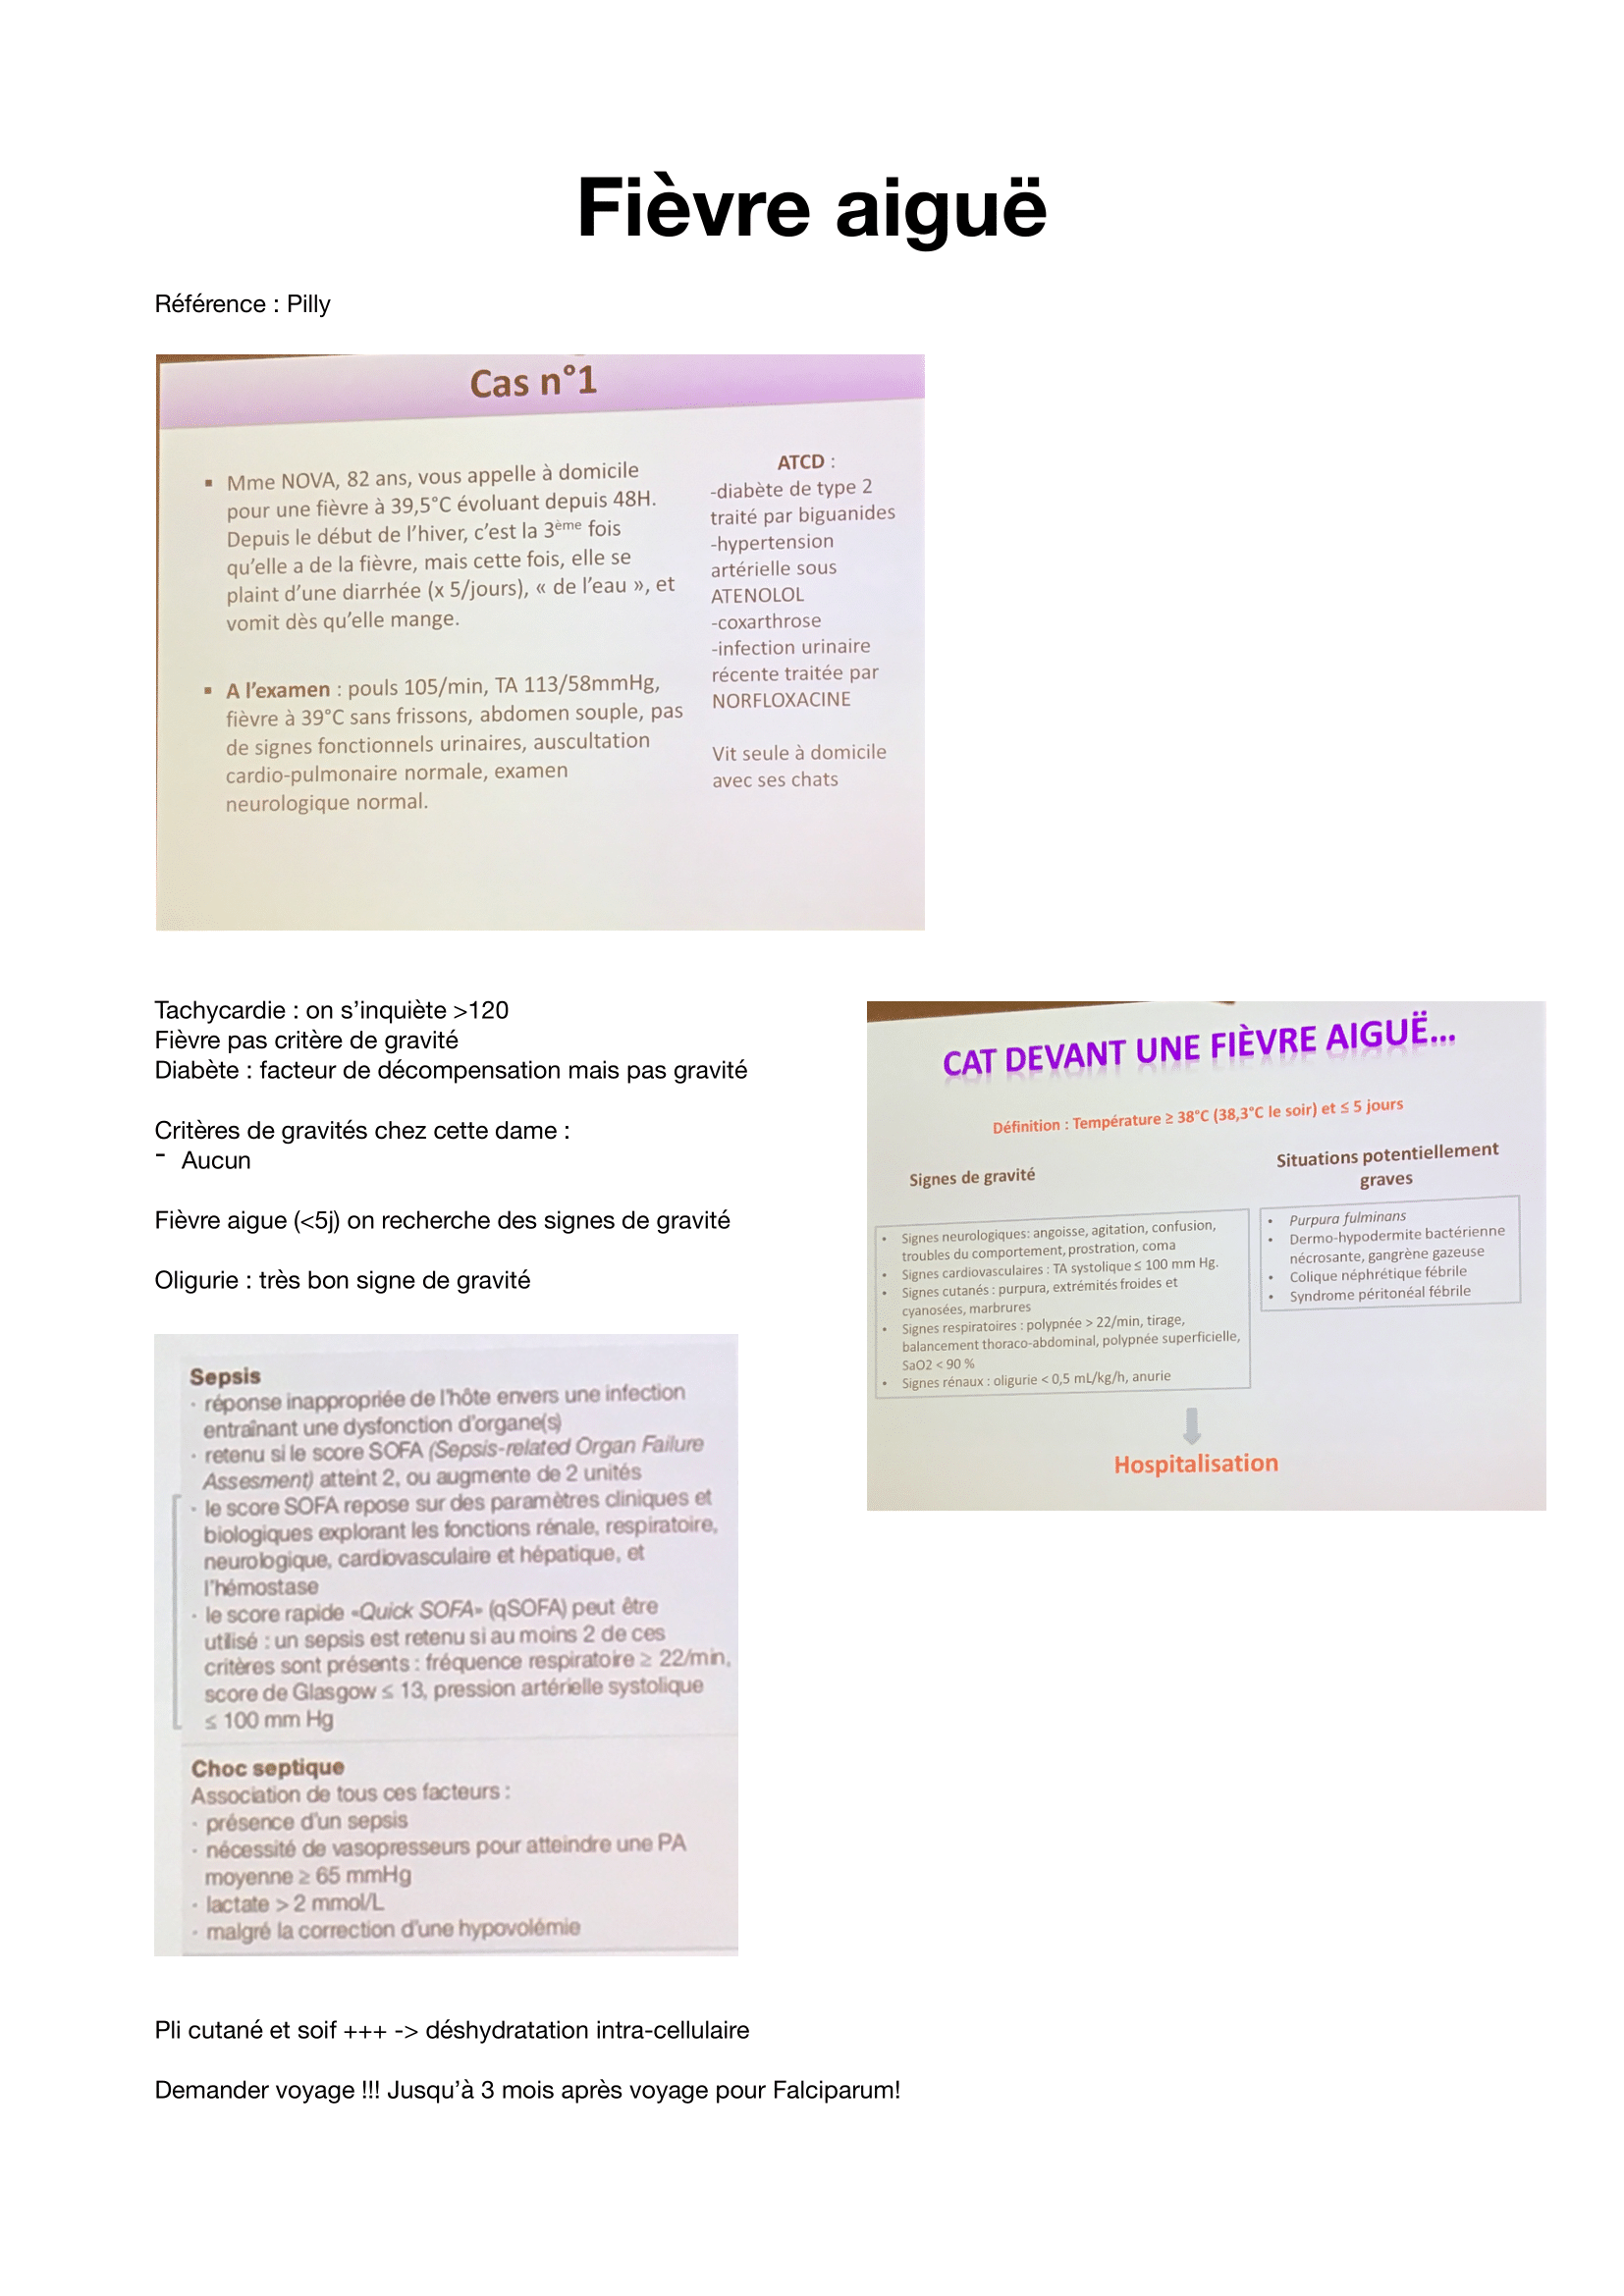 Fièvre aiguë
Référence : Pilly
Cas n°1
▪ Mme NOVA, 82 ans, vous appelle à domicile
pour une fièvre à 39,5°C évoluant depuis 48H.
Depuis le début de l'hiver, c'est la 3ème fois
qu'elle a de la fièvre, mais cette fois, elle se
plaint d'une diarrhée (x 5/jours), « de l'eau », et
vomit dès qu'elle mange.
▪ A l'examen : pouls 105/min, TA 113/58mmHg,
fièvre à 39°C sans frissons, abdomen souple, pas
de signes fonctionnels urinaires, auscultation
cardio-pulmonaire normale, examen
neurologique normal.
ATCD :
-diabète de type 2
traité par biguanides
-hypertension
artérielle sous
ATENOLOL
-coxarthrose
-infection urinaire
récente traitée par
NORFLOXACINE
Vit seule à domicile
avec ses chats
Tachycardie : on s'inquiète >120
Fièvre pas critère de gravité
Diabète : facteur de décompensation mais pas gravité
Critères de gravités chez cette dame :
- Aucun
Fièvre aigue (<5j) on recherche des signes de gravité
Oligurie : très bon signe de gravité
CAT DEVANT UNE FIÈVRE AIGUË...
Définition : Température ≥ 38°C (38,3°C le soir) et ≤ 5 jours
Signes de gravité
• Signes neurologiques: angoisse, agitation, confusion,
troubles du comportement, prostration, coma
• Signes cardiovasculaires : TA systolique ≤ 100 mm Hg.
• Signes cutanés : purpura, extrémités froides et
cyanosées, marbrures
• Signes respiratoires : polypnée > 22/min, tirage,
balancement thoraco-abdominal, polypnée superficielle,
SaO2 < 90 %
• Signes rénaux : oligurie < 0,5 mL/kg/h, anurie
Situations potentiellement
graves
• Purpura fulminans
• Dermo-hypodermite bactérienne
nécrosante, gangrène gazeuse
• Colique néphrétique fébrile
• Syndrome péritonéal fébrile
Hospitalisation
Sepsis
· réponse inappropriée de l'hôte envers une infection
entraînant une dysfonction d'organe(s)
· retenu si le score SOFA (Sepsis-related Organ Failure
Assesment) atteint 2, ou augmente de 2 unités
· le score SOFA repose sur des paramètres cliniques et
biologiques explorant les fonctions rénale, respiratoire,
neurologique, cardiovasculaire et hépatique, et
l'hémostase
· le score rapide «Quick SOFA» (qSOFA) peut être
utilisé : un sepsis est retenu si au moins 2 de ces
critères sont présents : fréquence respiratoire ≥ 22/min,
score de Glasgow ≤ 13, pression artérielle systolique
≤ 100 mm Hg
Choc septique
Association de tous ces facteurs :
· présence d'un sepsis
· nécessité de vasopresseurs pour atteindre une PA
moyenne ≥ 65 mmHg
· lactate > 2 mmol/L
· malgré la correction d'une hypovolémie
Pli cutané et soif +++ -> déshydratation intra-cellulaire
Demander voyage !!! Jusqu'à 3 mois après voyage pour Falciparum!